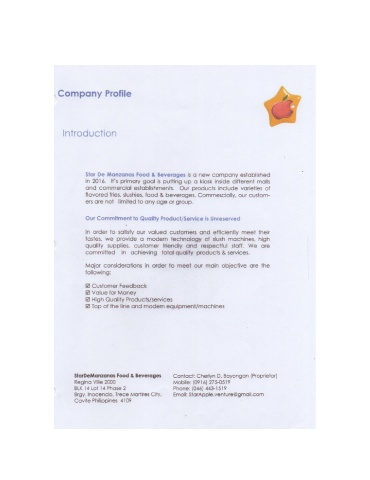 Company Profile
Introduction
Star De Manzanas Food & Beverages is a new company established
in 2016. It's primary goal is putting up a kiosk inside different malls
and commercial establishments. Our products include varieties of
flavored fries, slushies, food & beverages. Commercially, our custom-
ers are not limited to any age or group.
Our Commitment to Quality Product/Service is Unreserved
In order to satisfy our valued customers and efficiently meet their
tastes, we provide a modern technology of slush machines, high
quality supplies, customer friendly and respectful staff. We are
committed in achieving total quality products & services.
Major considerations in order to meet our main objective are the
following:
☑ Customer Feedback
☑ Value for Money
☑ High Quality Products/services
☑ Top of the line and modern equipment/machines
StarDeManzanas Food & Beverages
Regina Ville 2000
BLK 14 Lot 14 Phase 2
Brgy. Inocencio, Trece Martires City,
Cavite Philippines 4109
Contact: Cherlyn D. Bayongan (Proprietor)
Mobile: (0916) 275-0519
Phone: (046) 443-1519
Email: StarApple.venture@gmail.com